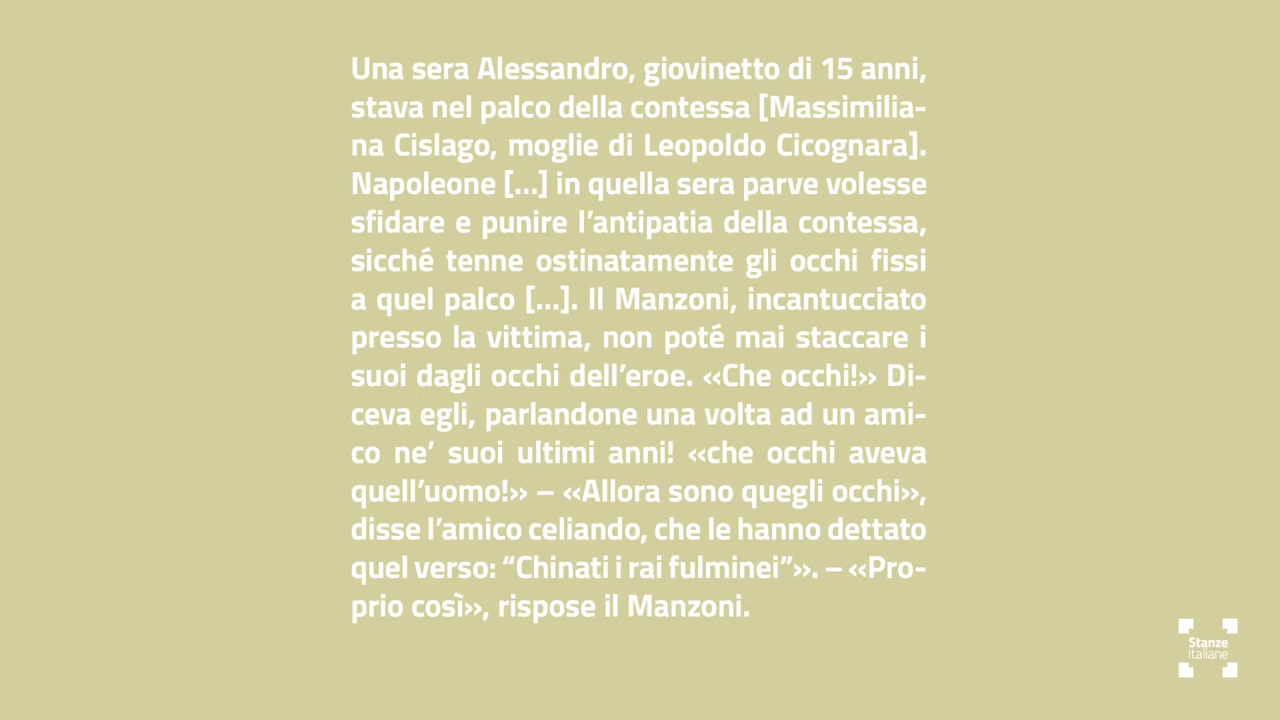 Una sera Alessandro, giovinetto di 15 anni,
stava nel palco della contessa [Massimilia-
na Cislago, moglie di Leopoldo Cicognara].
Napoleone [...] in quella sera parve volesse
sfidare e punire l’antipatia della contessa,
sicché tenne ostinatamente gli occhi fissi
a quel palco [...]. Il Manzoni, incantucciato
presso la vittima, non poté mai staccare i
suoi dagli occhi dell’eroe. «Che occhi!» Di-
ceva egli, parlandone una volta ad un ami-
co ne’ suoi ultimi anni! «che occhi aveva
quell’uomo!» – «Allora sono quegli occhi»,
disse l’amico celiando, che le hanno dettato
quel verso: “Chinati i rai fulminei”». – «Pro-
prio così», rispose il Manzoni.
Stanze
italiane